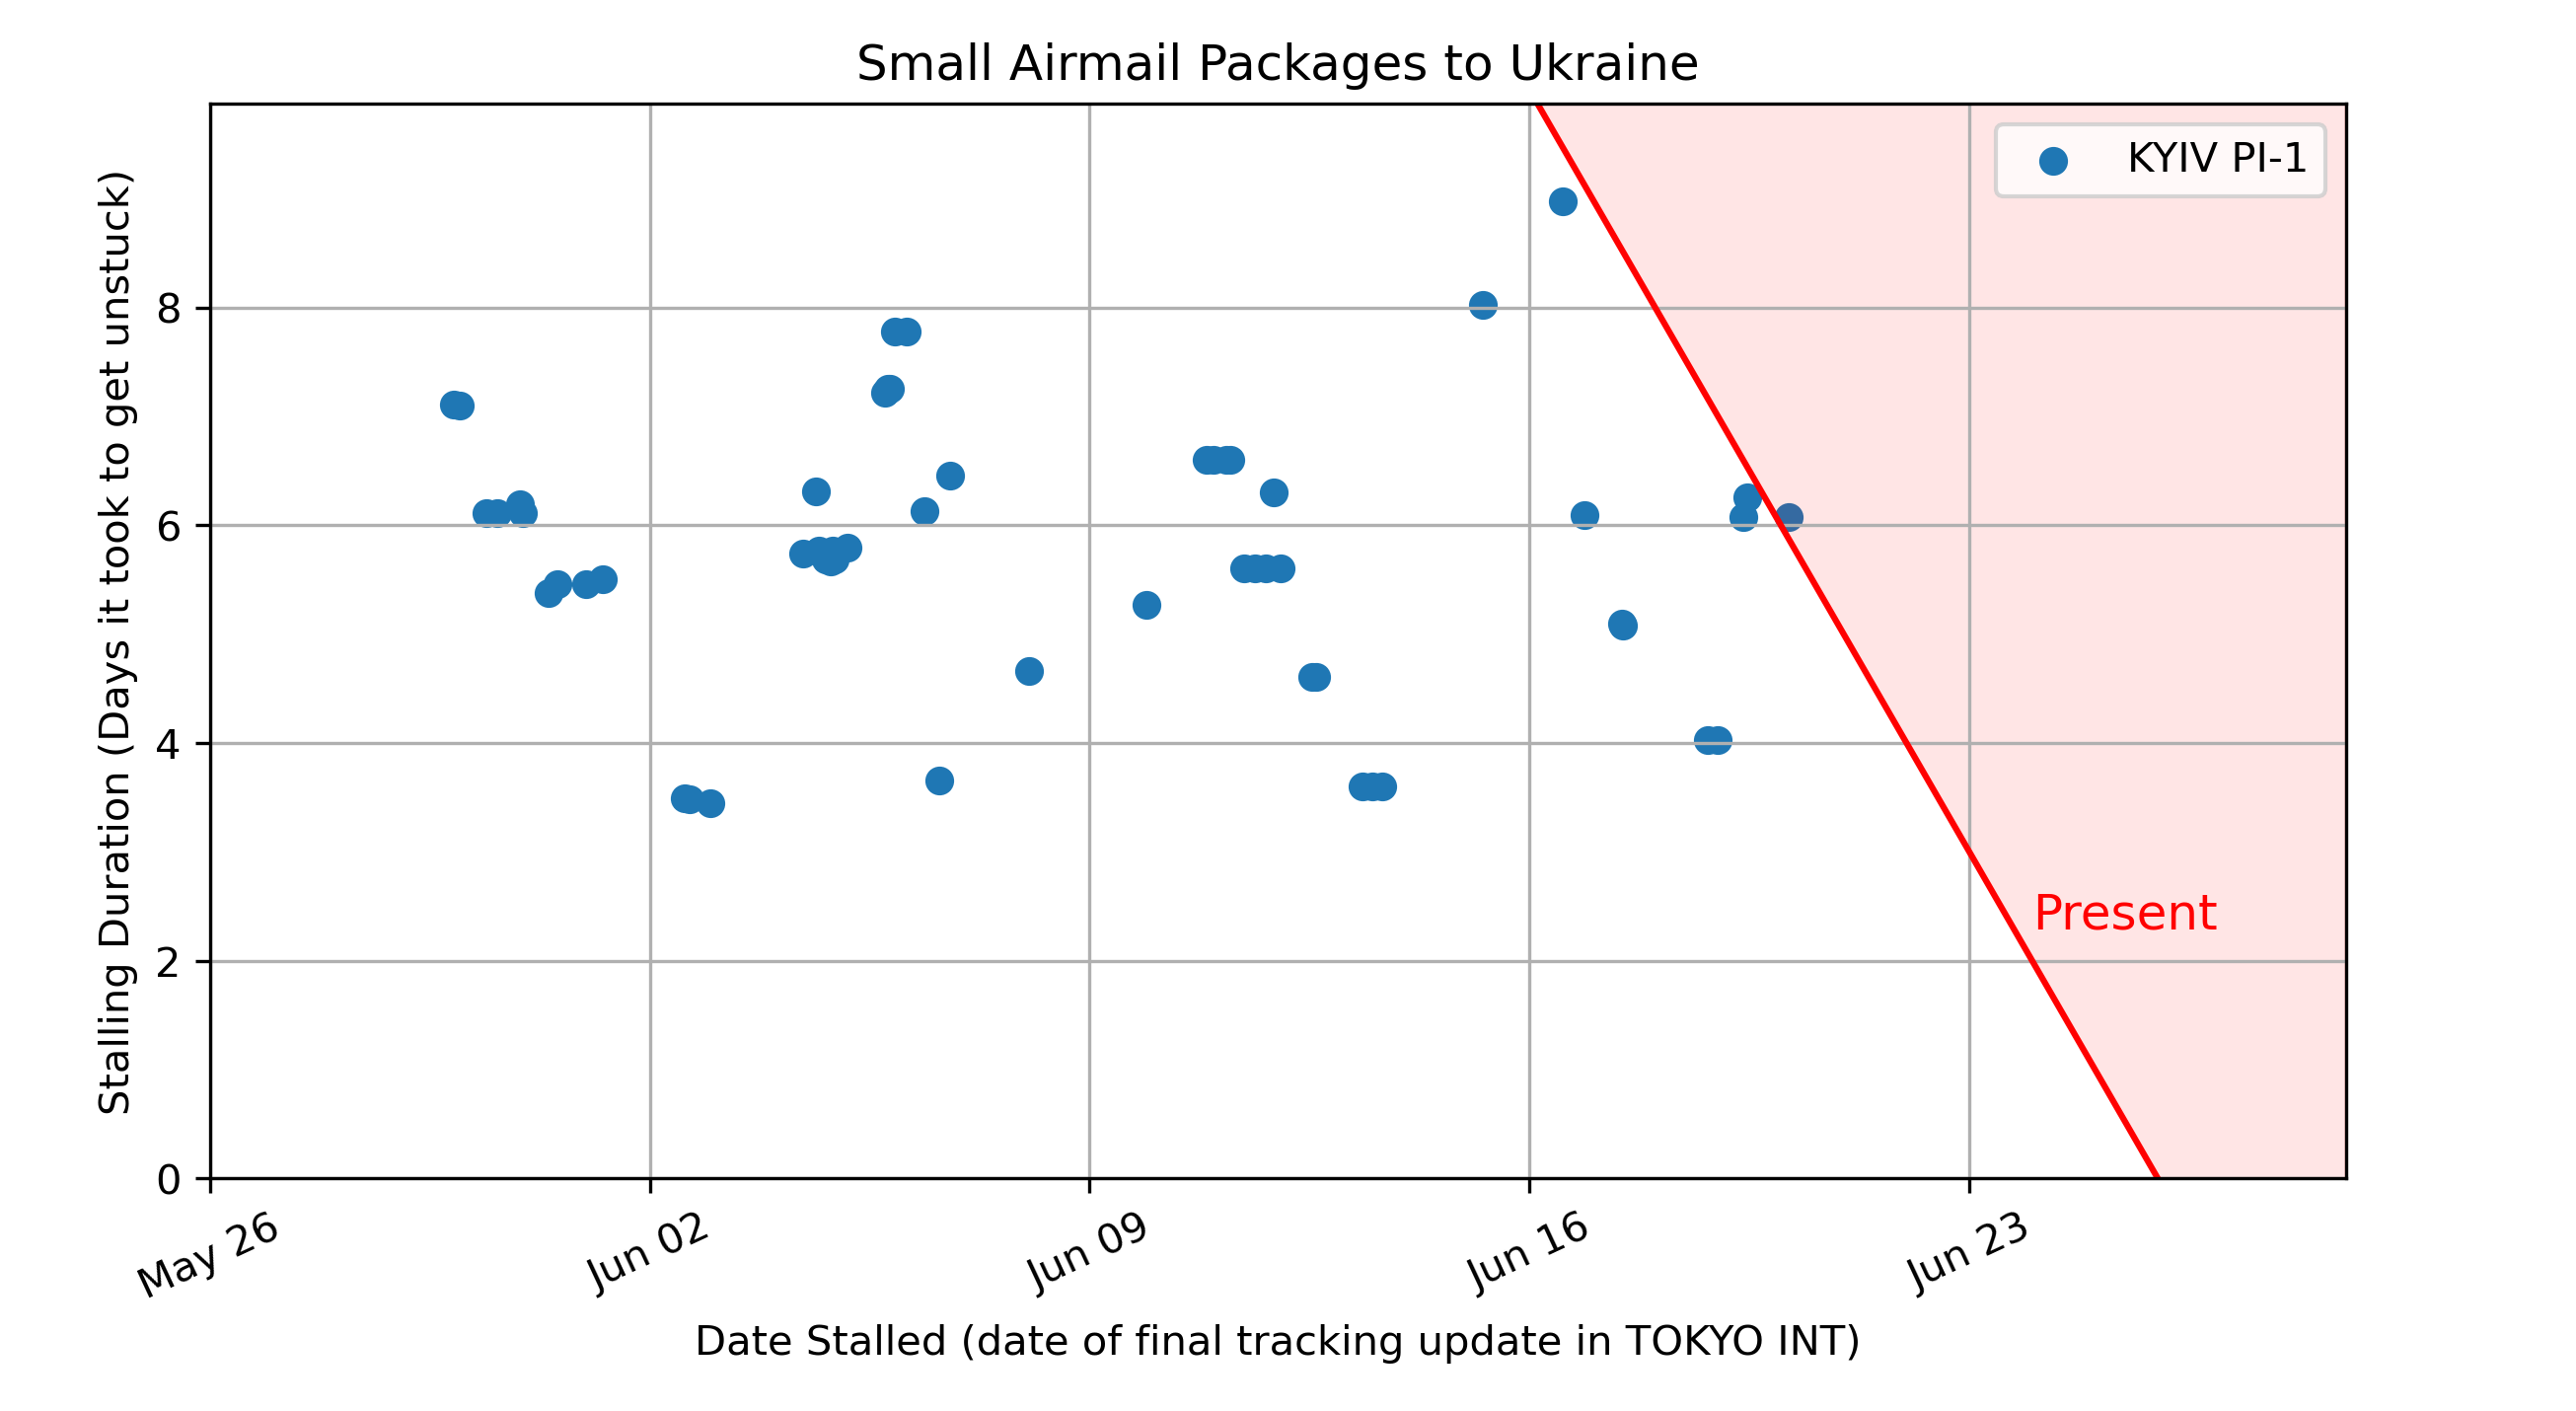 Small Airmail Packages to Ukraine
KYIV PI-1
Stalling Duration (Days it took to get unstuck)
8
6
4
2
0
Present
May 26
Jun 02
Jun 09
Jun 16
Jun 23
Date Stalled (date of final tracking update in TOKYO INT)